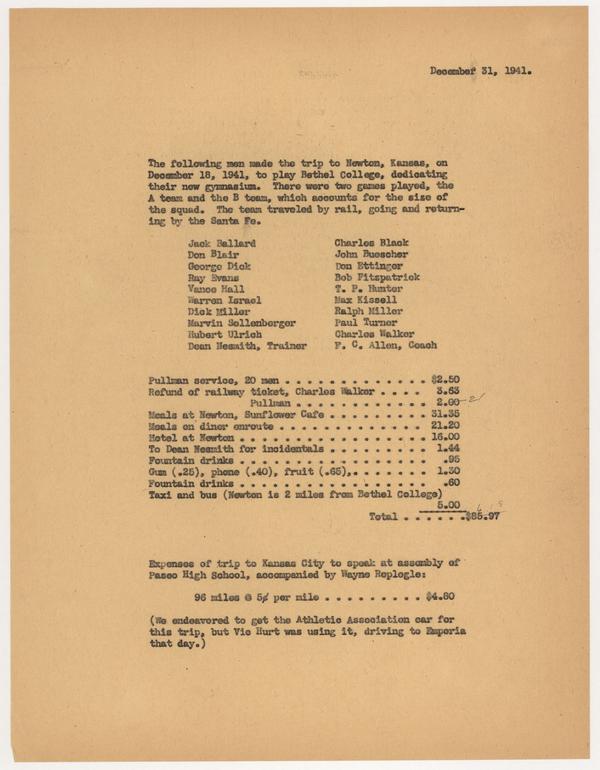 December 31, 1941.
The following men made the trip to Newton, Kansas, on
December 18, 1941, to play Bethel College, dedicating
their new gymnasium. There were two games played, the
A team and the B team, which accounts for the size of
the squad. The team traveled by rail, going and return-
ing by the Santa Fe.
Jack Ballard Charles Black
Don Blair John Buescher
George Dick Don Ettinger
Ray Evans Bob Fitzpatrick
Vance Hall T. P. Hunter
Warren Israel Max Kissell
Dick Miller Ralph Miller
Marvin Sollenberger Paul Turner
Hubert Ulrich Charles Walker
Dean Nesmith, Trainer F. C. Allen, Coach
Pullman service, 20 men . . . . . . . . . . . . . $2.50
Refund of railway ticket, Charles Walker . . . . 3.63
Pullman . . . . . . . . . . . . 2.00
Meals at Newton, Sunflower Cafe . . . . . . . . . 31.35
Meals on diner enroute . . . . . . . . . . . . . . 21.20
Hotel at Newton . . . . . . . . . . . . . . . . . 16.00
To Dean Nesmith for incidentals . . . . . . . . . 1.44
Fountain drinks . . . . . . . . . . . . . . . . . .95
Gum (.25), phone (.40), fruit (.65). . . . . . . . 1.30
Fountain drinks . . . . . . . . . . . . . . . . . .60
Taxi and bus (Newton is 2 miles from Bethel College)
5.00
Total . . . . . .$85.97
Expenses of trip to Kansas City to speak at assembly of
Paseo High School, accompanied by Wayne Replogle:
96 miles @ 5¢ per mile . . . . . . . . . $4.80
(We endeavored to get the Athletic Association car for
this trip, but Vic Hurt was using it, driving to Emporia
that day.)